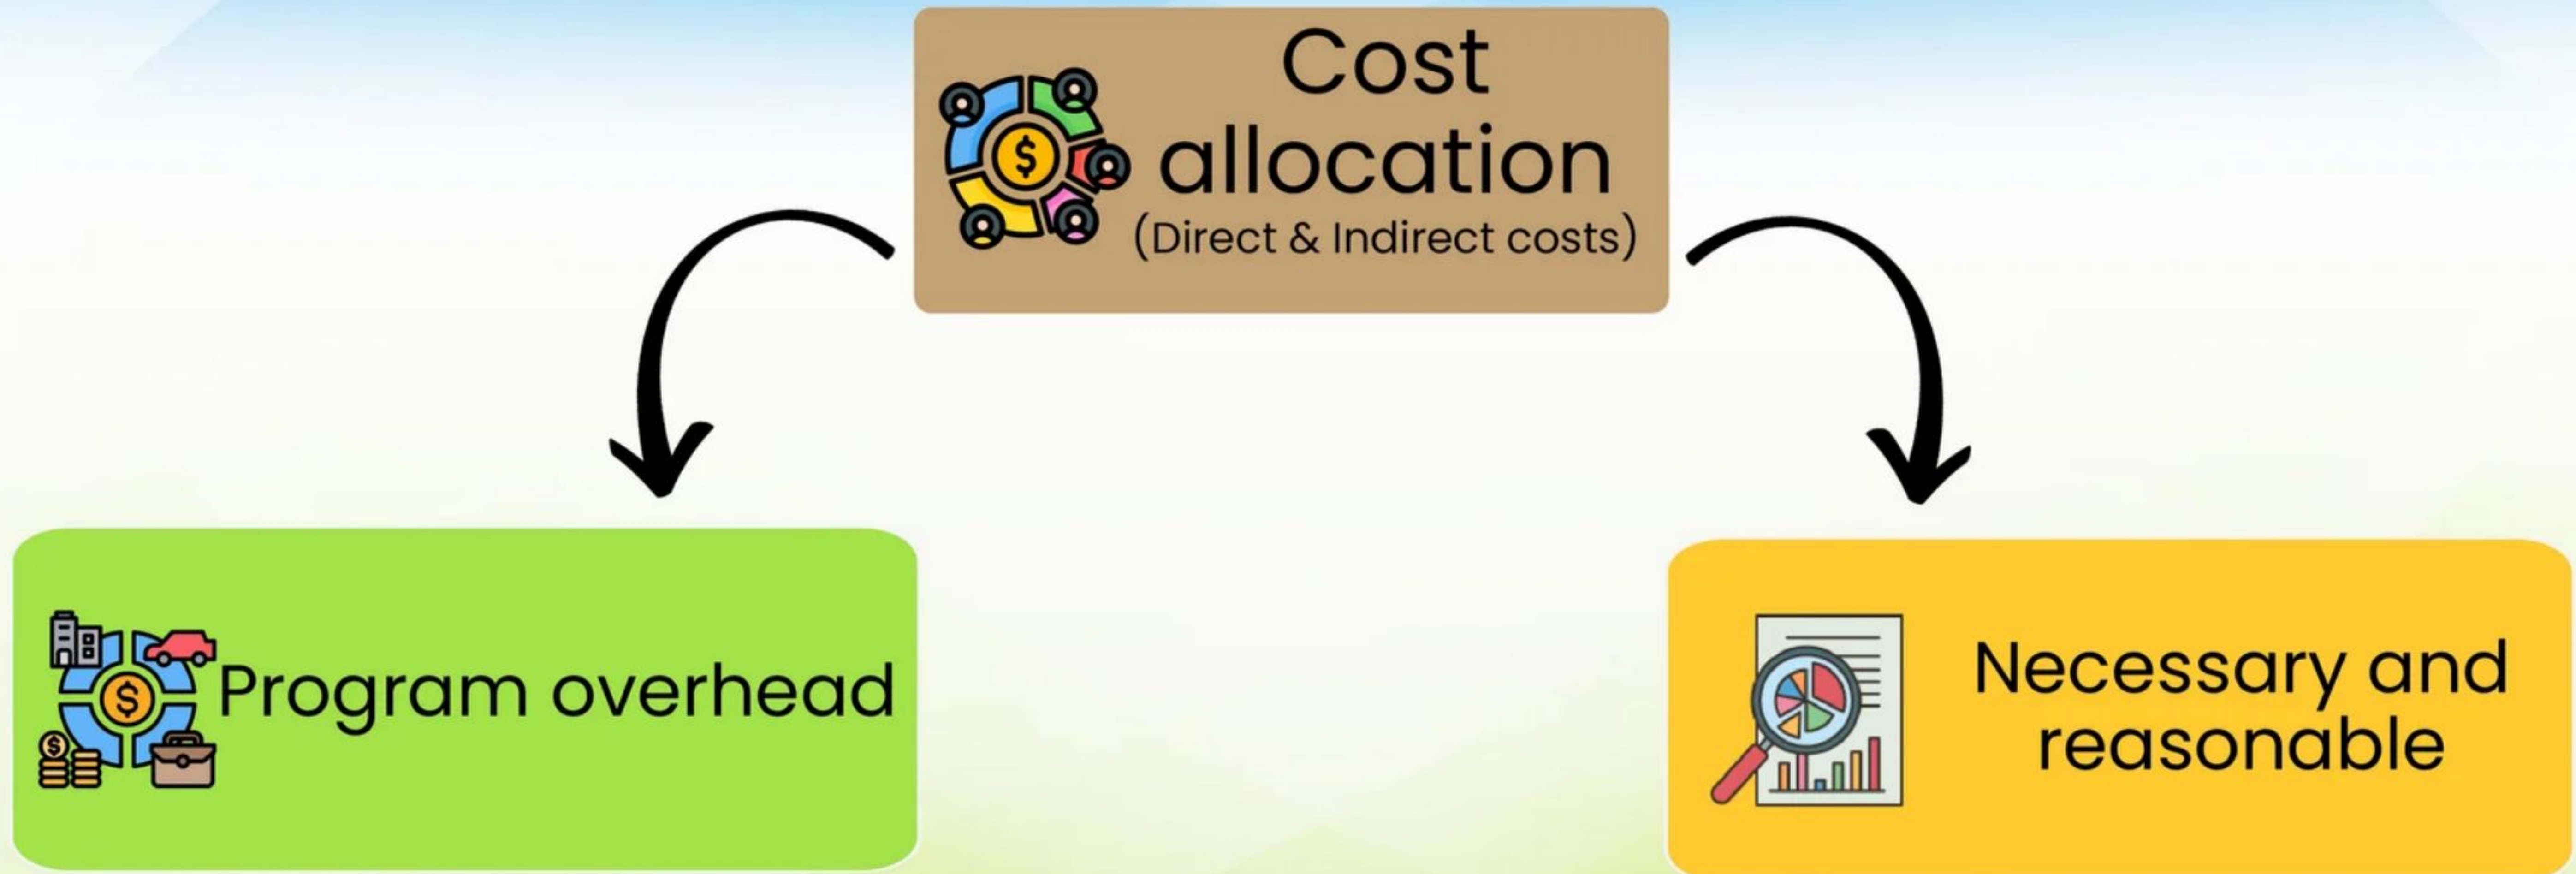 Cost
allocation
(Direct & Indirect costs)
Program overhead
Necessary and
reasonable